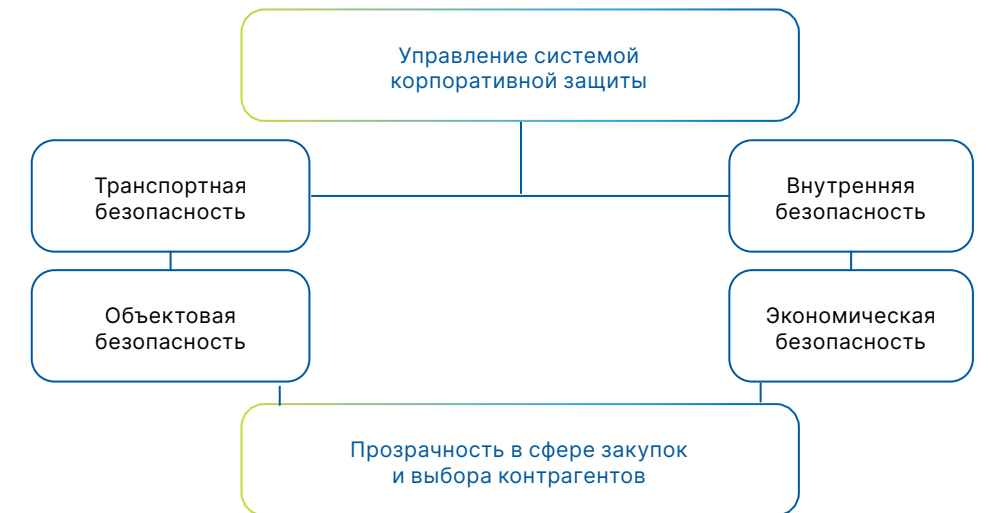 Управление системой
корпоративной защиты
Транспортная
безопасность
Внутренняя
безопасность
Объектовая
безопасность
Экономическая
безопасность
Прозрачность в сфере закупок
и выбора контрагентов